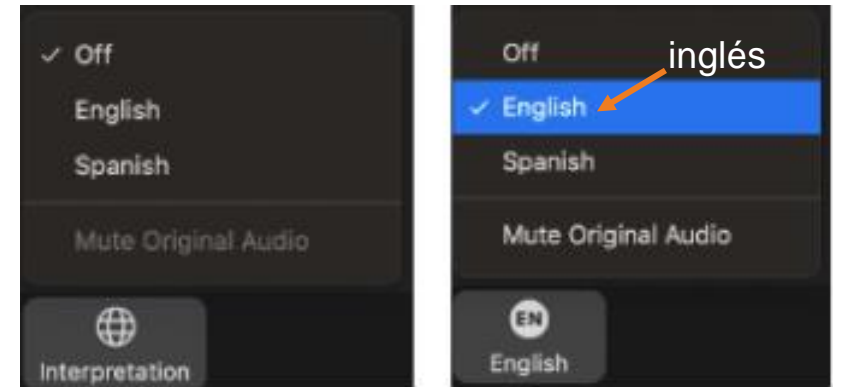 Off
English
Spanish
Mute Original Audio
Interpretation
Off
inglés
English
Spanish
Mute Original Audio
EN
English